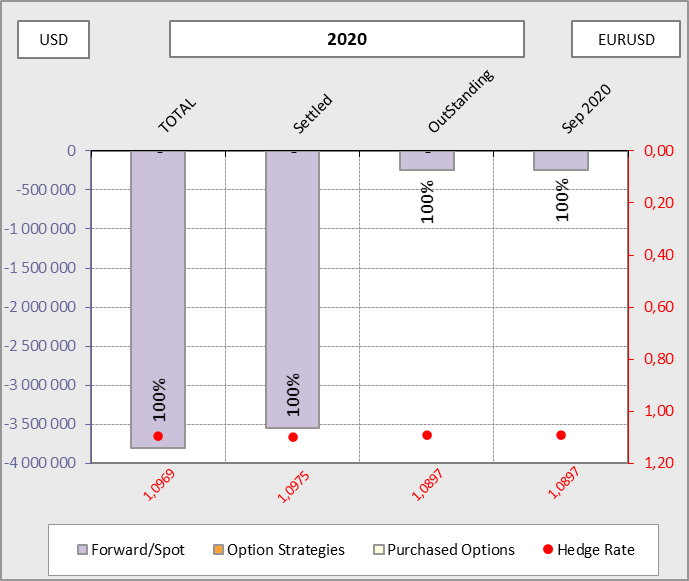 USD
2020
EURUSD
TOTAL
Settled
OutStanding
Sep 2020
0
-500 000
-1 000 000
-1 500 000
-2 000 000
-2 500 000
-3 000 000
-3 500 000
-4 000 000
-
-
-
100%
100%
100%
100%
0,00
0,20
0,40
0,60
0,80
1,00
1,20
1,0969
1,0975
1,0897
1,0897
Forward/Spot
Option Strategies
Purchased Options
Hedge Rate